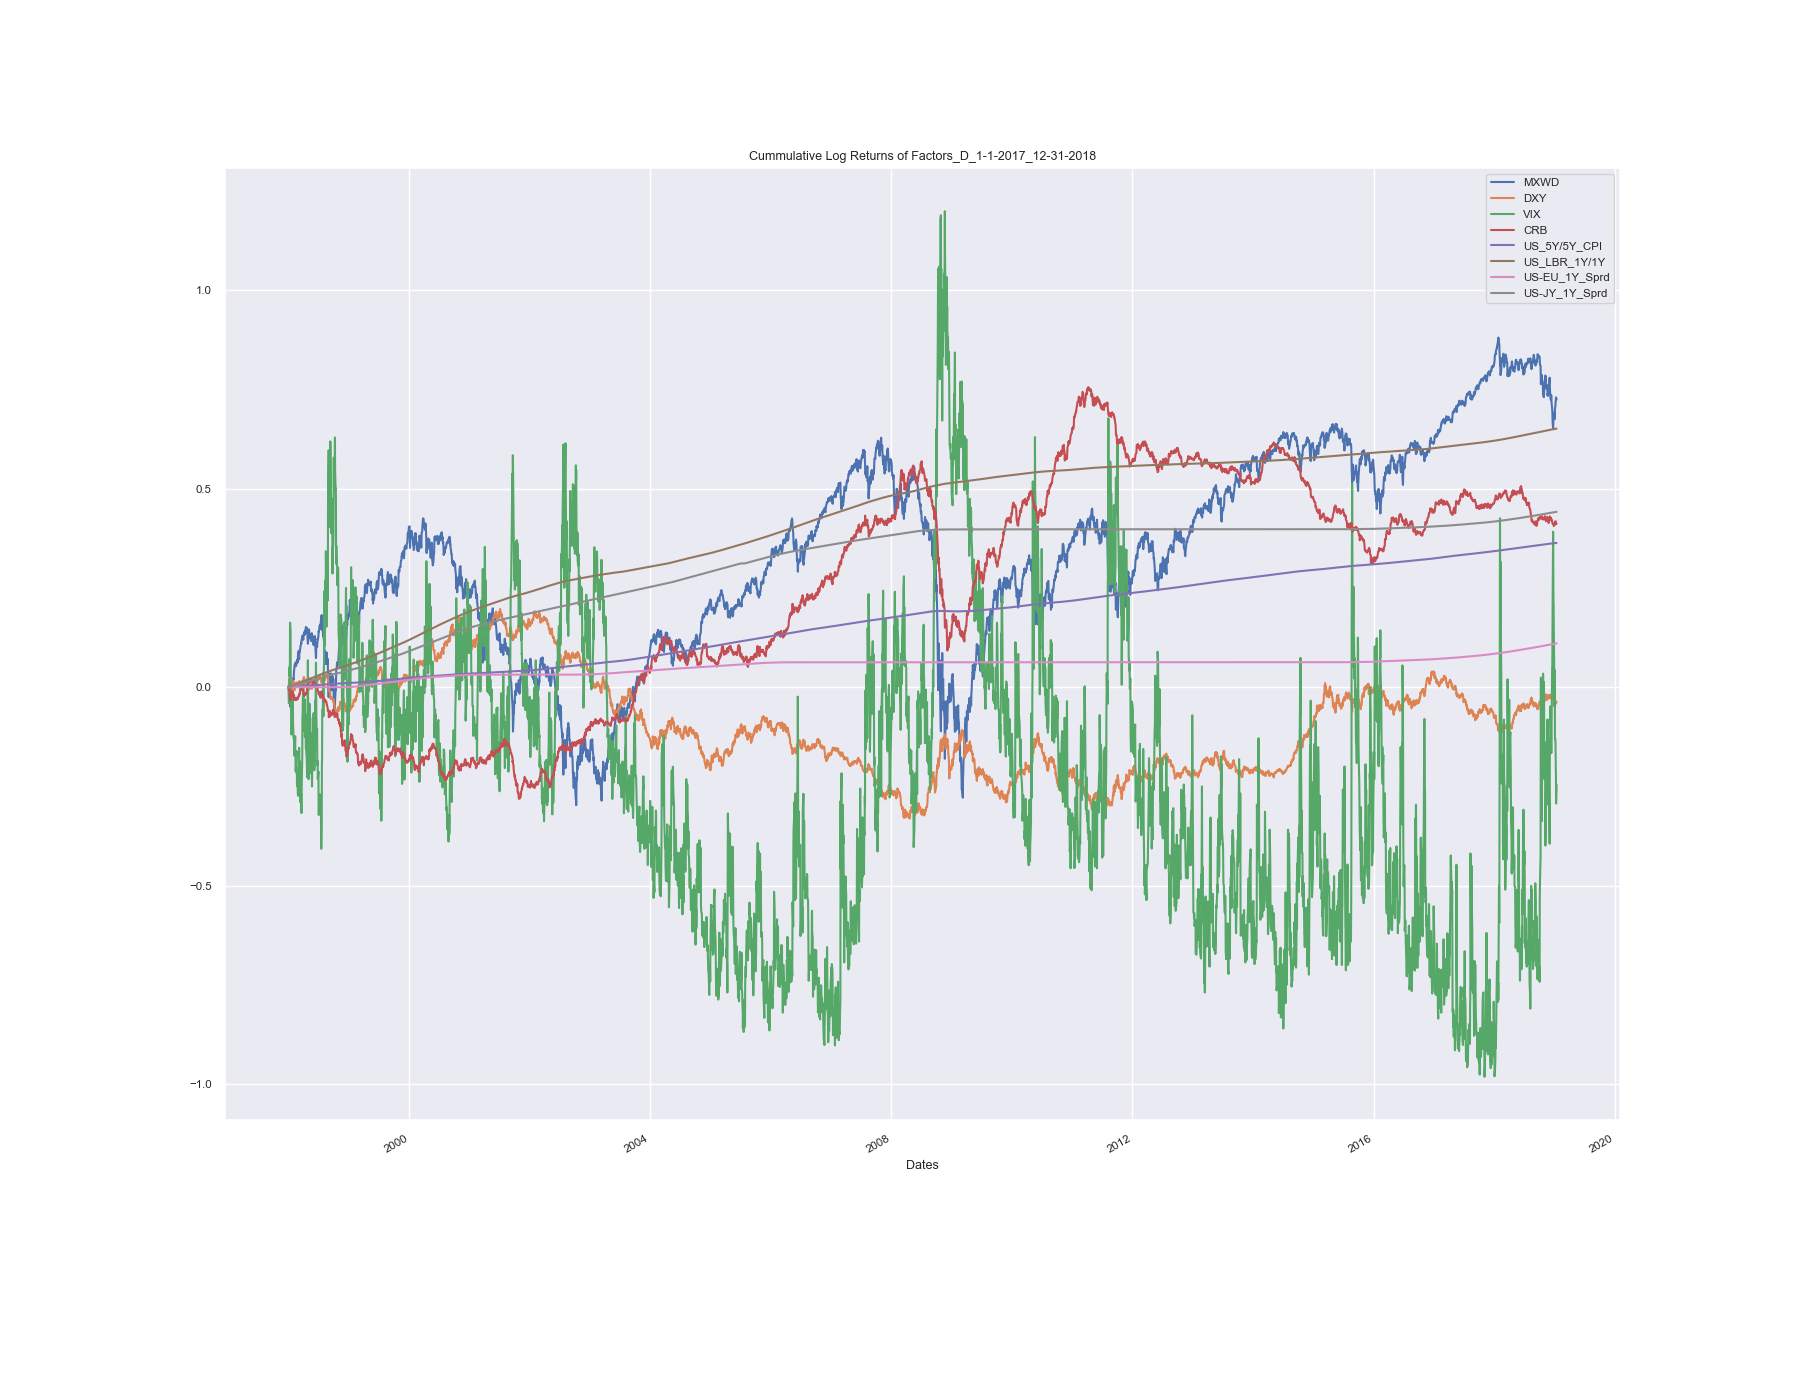 Cummulative Log Returns of Factors_D_1-1-2017_12-31-2018
MXWD
DXY
VIX
CRB
US_5Y/5Y_CPI
US_LBR_1Y/1Y
US-EU_1Y_Sprd
US-JY_1Y_Sprd
1.0
0.5
0.0
−0.5
−1.0
2000
2004
2008
2012
2016
2020
Dates